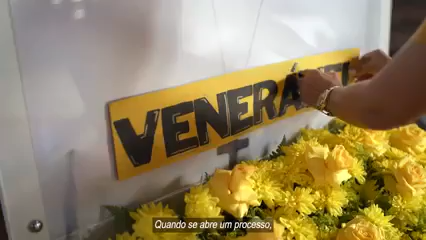 VENERÁ
Quando se abre um processo,